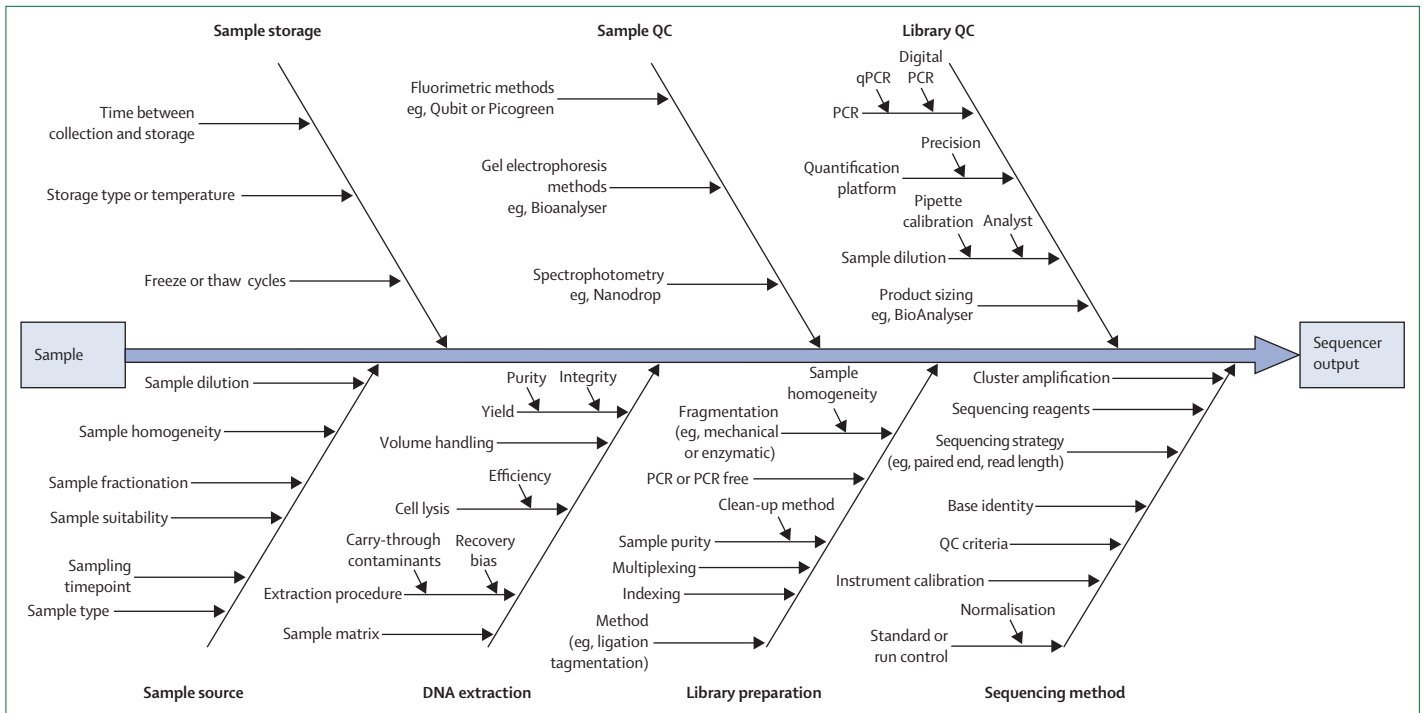 Sample storage
Sample QC
Library QC
Time between
collection and storage
Storage type or temperature
Freeze or thaw cycles
Fluorimetric methods
eg, Qubit or Picogreen
Gel electrophoresis
methods
eg, Bioanalyser
Spectrophotometry
eg, Nanodrop
Digital
PCR
qPCR
PCR
Precision
Quantification
platform
Pipette
calibration
Analyst
Sample dilution
Product sizing
eg, BioAnalyser
Sample
Sequencer
output
Sample dilution
Sample homogeneity
Sample fractionation
Sample suitability
Sampling
timepoint
Sample type
Purity
Integrity
Yield
Volume handling
Efficiency
Cell lysis
Carry-through
contaminants
Recovery
bias
Extraction procedure
Sample matrix
Sample
homogeneity
Fragmentation
(eg, mechanical
or enzymatic)
PCR or PCR free
Clean-up method
Sample purity
Multiplexing
Indexing
Method
(eg, ligation
tagmentation)
Cluster amplification
Sequencing reagents
Sequencing strategy
(eg, paired end, read length)
Base identity
QC criteria
Instrument calibration
Normalisation
Standard or
run control
Sample source
DNA extraction
Library preparation
Sequencing method